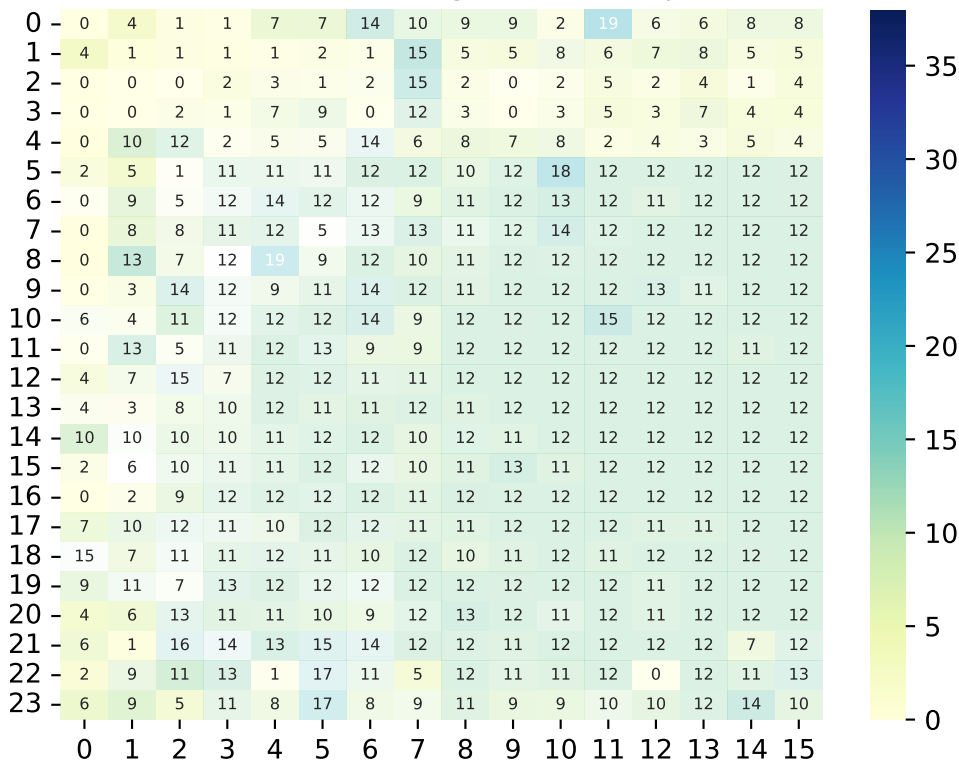 0 0 4 1 1 7 7 14 10 9 9 2 19 6 6 8 8
1 4 1 1 1 1 2 1 15 5 5 8 6 7 8 5 5
2 0 0 0 2 3 1 2 15 2 0 2 5 2 4 1 4
3 0 0 2 1 7 9 0 12 3 0 3 5 3 7 4 4
4 0 10 12 2 5 5 14 6 8 7 8 2 4 3 5 4
5 2 5 1 11 11 11 12 12 10 12 18 12 12 12 12 12
6 0 9 5 12 14 12 12 9 11 12 13 12 11 12 12 12
7 0 8 8 11 12 5 13 13 11 12 14 12 12 12 12 12
8 0 13 7 12 19 9 12 10 11 12 12 12 12 12 12 12
9 0 3 14 12 9 11 14 12 11 12 12 12 13 11 12 12
10 6 4 11 12 12 12 14 9 12 12 12 15 12 12 12 12
11 0 13 5 11 12 13 9 9 12 12 12 12 12 12 11 12
12 4 7 15 7 12 12 11 11 12 12 12 12 12 12 12 12
13 4 3 8 10 12 11 11 12 11 12 12 12 12 12 12 12
14 10 10 10 10 11 12 12 10 12 11 12 12 12 12 12 12
15 2 6 10 11 11 12 12 10 11 13 11 12 12 12 12 12
16 0 2 9 12 12 12 12 11 12 12 12 12 12 12 12 12
17 7 10 12 11 10 12 12 11 11 12 12 12 11 11 12 12
18 15 7 11 11 12 11 10 12 10 11 12 11 12 12 12 12
19 9 11 7 13 12 12 12 12 12 12 12 12 11 12 12 12
20 4 6 13 11 11 10 9 12 13 12 11 12 11 12 12 12
21 6 1 16 14 13 15 14 12 12 11 12 12 12 12 7 12
22 2 9 11 13 1 17 11 5 12 11 11 12 0 12 11 13
23 6 9 5 11 8 17 8 9 11 9 9 10 10 12 14 10
0 1 2 3 4 5 6 7 8 9 10 11 12 13 14 15
35
30
25
20
15
10
5
0